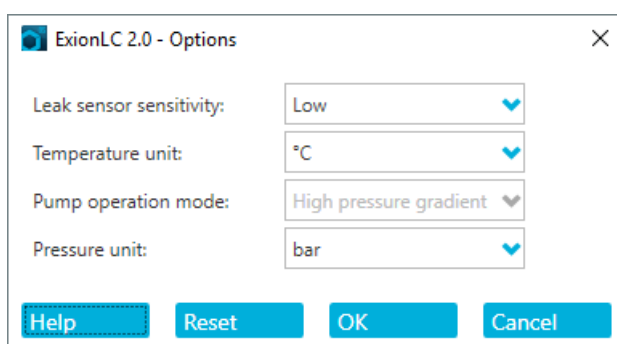 ExionLC 2.0 - Options
Leak sensor sensitivity: Low
Temperature unit: °C
Pump operation mode: High pressure gradient
Pressure unit: bar
Help Reset OK Cancel